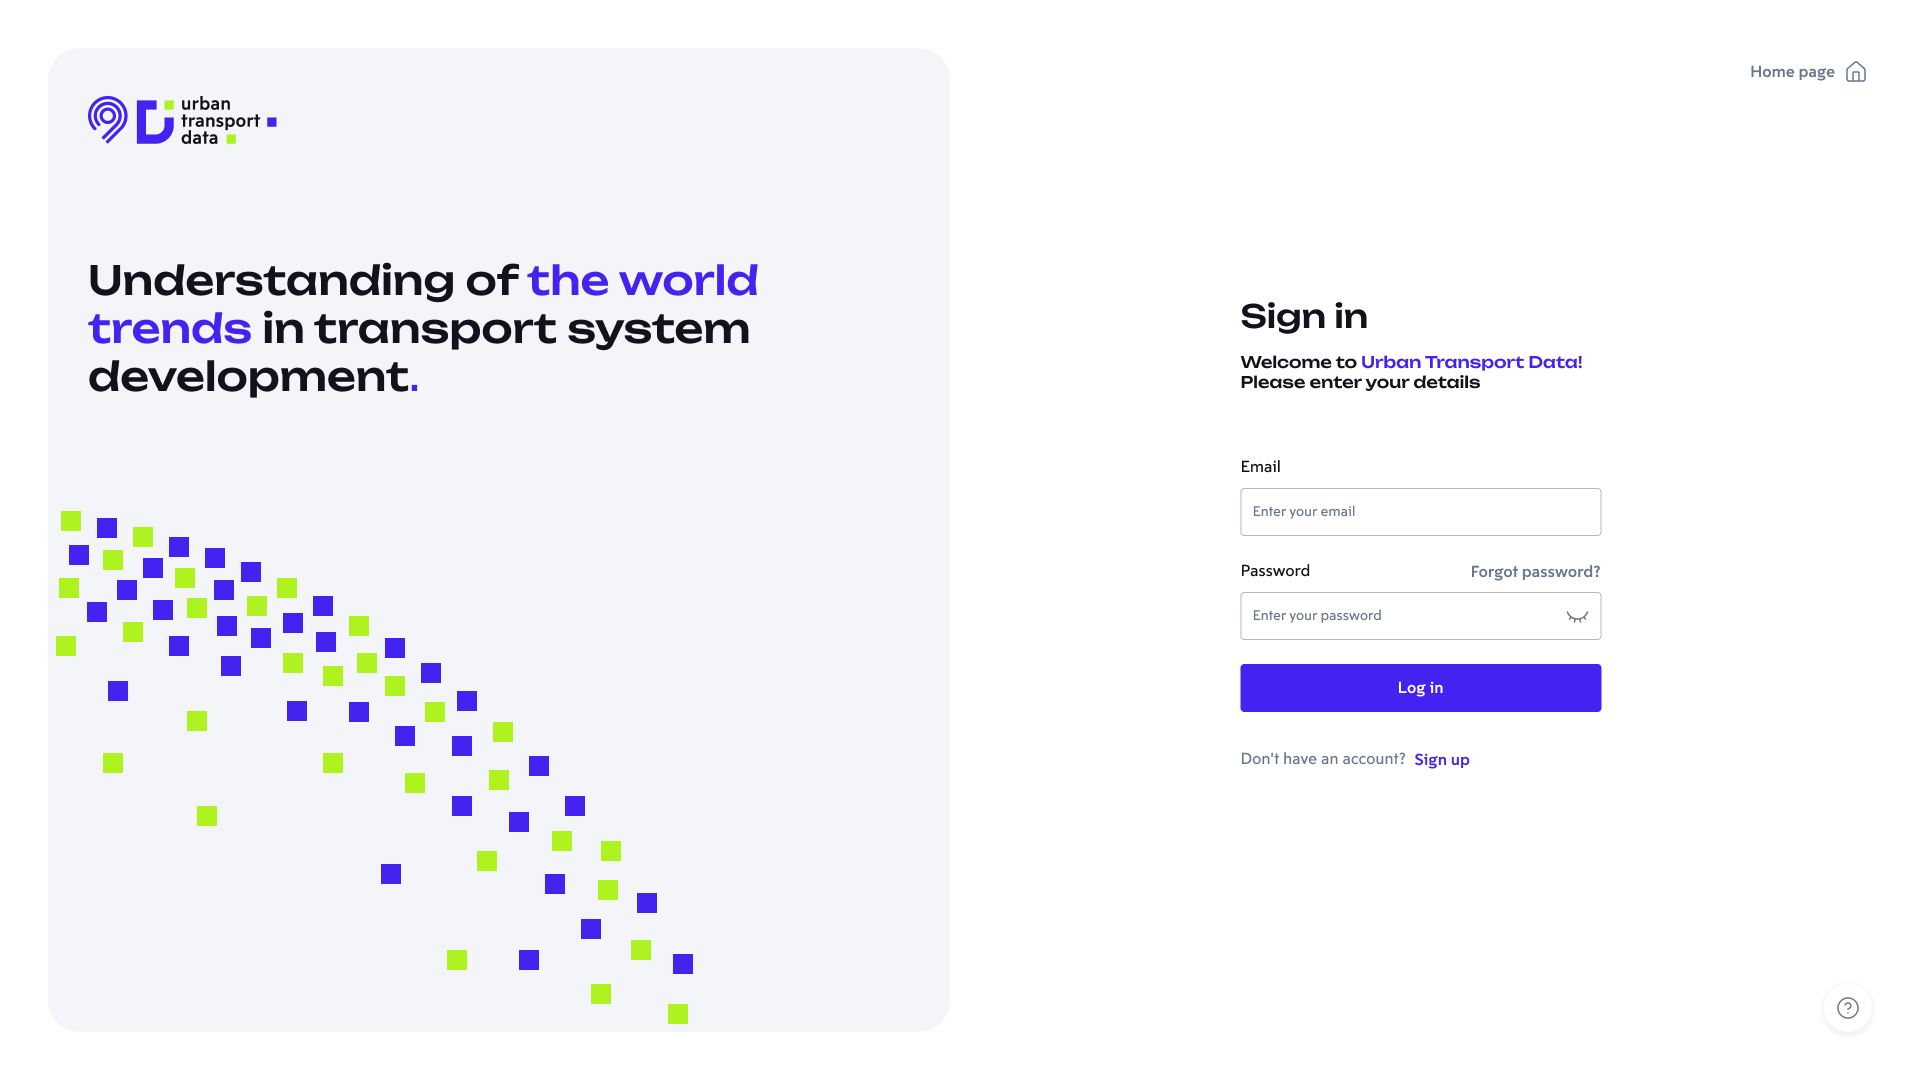 urban
transport
data
Understanding of the world
trends in transport system
development.
Home page
Sign in
Welcome to Urban Transport Data!
Please enter your details
Email
Enter your email
Password Forgot password?
Enter your password
Log in
Don't have an account? Sign up